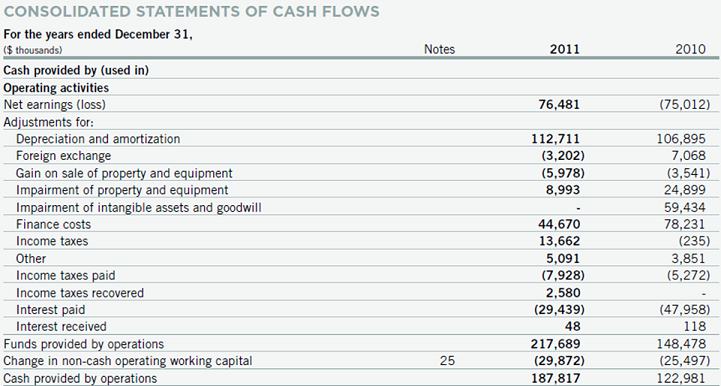 CONSOLIDATED STATEMENTS OF CASH FLOWS
For the years ended December 31,
($ thousands) Notes 2011 2010
Cash provided by (used in)
Operating activities
Net earnings (loss) 76,481 (75,012)
Adjustments for:
Depreciation and amortization 112,711 106,895
Foreign exchange (3,202) 7,068
Gain on sale of property and equipment (5,978) (3,541)
Impairment of property and equipment 8,993 24,899
Impairment of intangible assets and goodwill - 59,434
Finance costs 44,670 78,231
Income taxes 13,662 (235)
Other 5,091 3,851
Income taxes paid (7,928) (5,272)
Income taxes recovered 2,580 -
Interest paid (29,439) (47,958)
Interest received 48 118
Funds provided by operations 217,689 148,478
Change in non-cash operating working capital 25 (29,872) (25,497)
Cash provided by operations 187,817 122,981